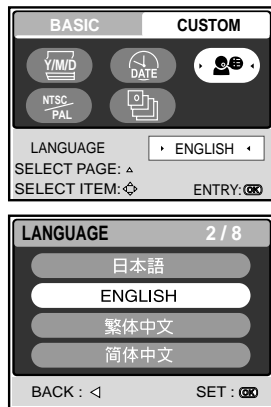 BASIC CUSTOM
Y/M/D DATE
NTSC
PAL
LANGUAGE ENGLISH
SELECT PAGE:
SELECT ITEM: ENTRY:OK
LANGUAGE 2/8
日本語
ENGLISH
繁体中文
简体中文
BACK : SET : OK